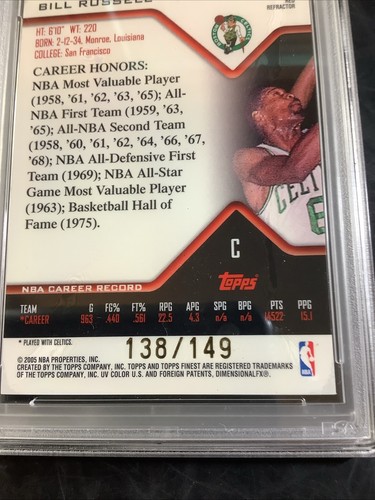 BILL RUSSELL
RED
REFRACTOR
HT: 6'10" WT: 220
BORN: 2-12-34, Monroe, Louisiana
COLLEGE: San Francisco
CAREER HONORS:
NBA Most Valuable Player
(1958, '61, '62, '63, '65); All-
NBA First Team (1959, '63,
'65); All-NBA Second Team
(1958, '60, '61, '62, '64, '66, '67,
'68); NBA All-Defensive First
Team (1969); NBA All-Star
Game Most Valuable Player
(1963); Basketball Hall of
Fame (1975).
CELTI
6
C
Topps
NBA CAREER RECORD
TEAM G FG% FT% RPG APG SPG BPG PTS PPG
*CAREER 963 .440 .561 22.5 4.3 n/a n/a 14522 15.1
* PLAYED WITH CELTICS.
138/149
© 2005 NBA PROPERTIES, INC.
CREATED BY THE TOPPS COMPANY, INC. TOPPS AND TOPPS FINEST ARE REGISTERED TRADEMARKS
OF THE TOPPS COMPANY, INC. UV COLOR U.S. AND FOREIGN PATENTS, DIMENSIONALFX®.
NBA